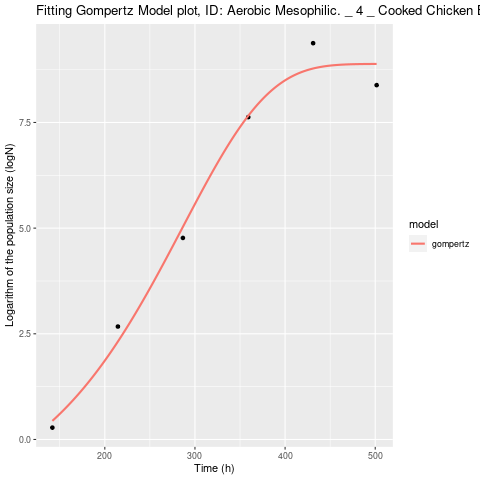 Fitting Gompertz Model plot, ID: Aerobic Mesophilic. _ 4 _ Cooked Chicken
Logarithm of the population size (logN)
7.5
5.0
2.5
0.0
200
300
400
500
Time (h)
model
gompertz